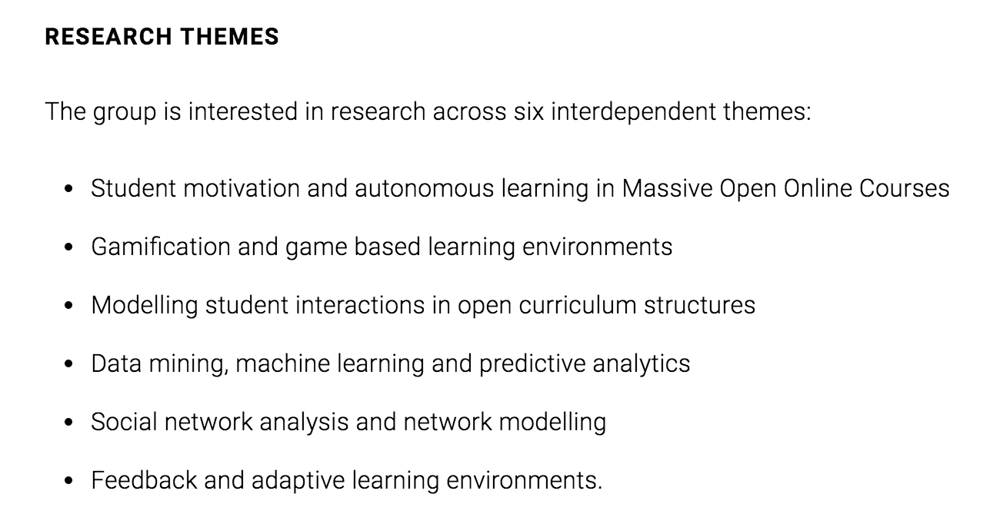 RESEARCH THEMES
The group is interested in research across six interdependent themes:
• Student motivation and autonomous learning in Massive Open Online Courses
• Gamification and game based learning environments
• Modelling student interactions in open curriculum structures
• Data mining, machine learning and predictive analytics
• Social network analysis and network modelling
• Feedback and adaptive learning environments.